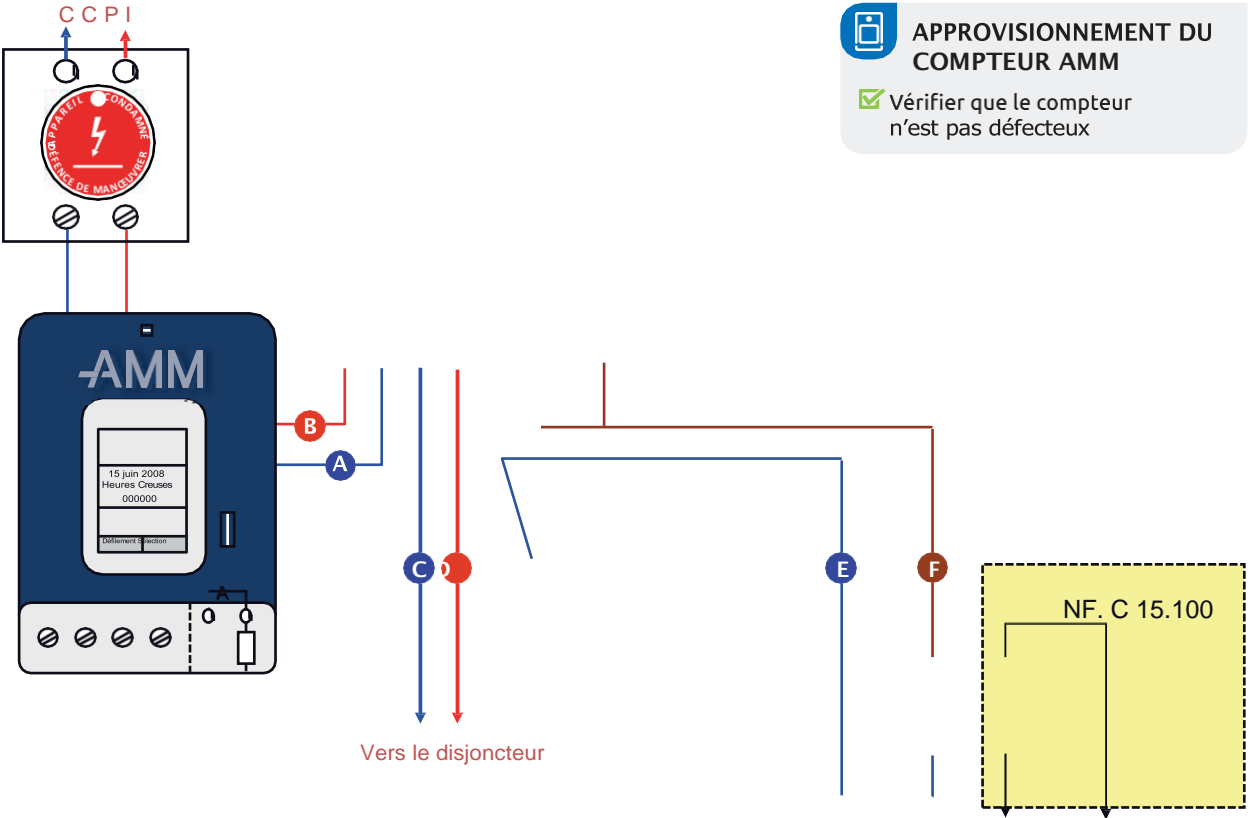 C C P I
APPAREIL CONDAMNÉ
DÉFENCE DE MANŒUVRER
APPROVISIONNEMENT DU
COMPTEUR AMM
Vérifier que le compteur
n'est pas défecteux
AMM
15 juin 2008
Heures Creuses
000000
Défilement Sélection
A
B
A
C
D
E
F
NF. C 15.100
Vers le disjoncteur